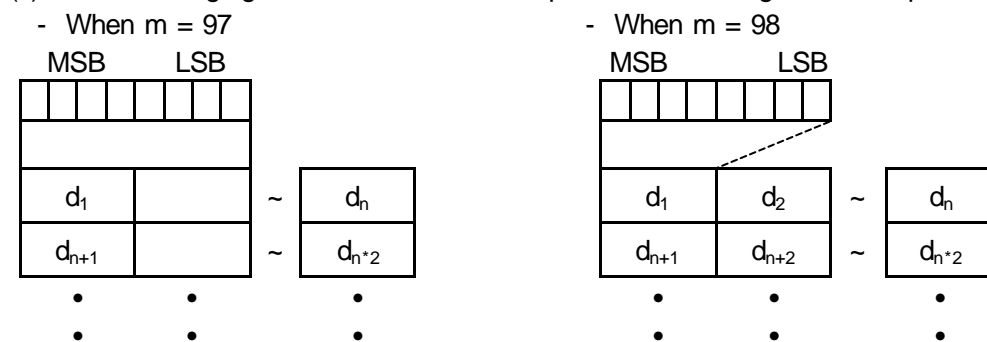 - When m = 97
MSB LSB
d1 ~ dn
dn+1 ~ dn*2
- When m = 98
MSB LSB
d1 d2 ~ dn
dn+1 dn+2 ~ dn*2